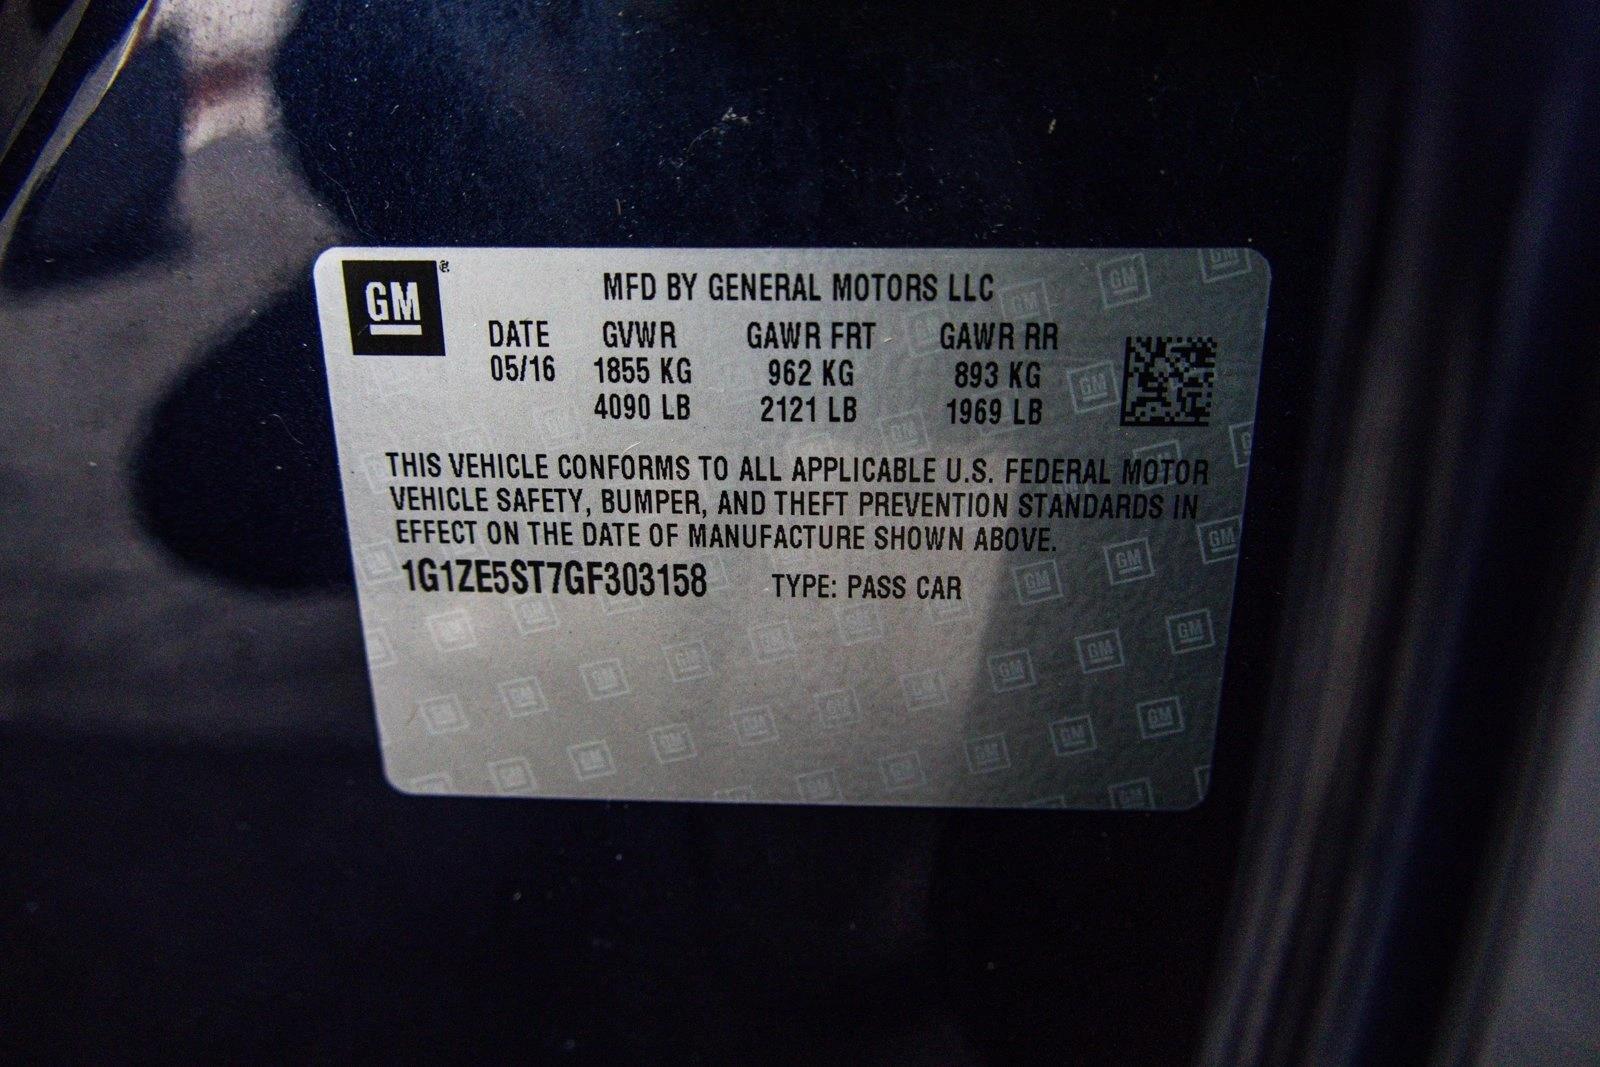 GM
MFD BY GENERAL MOTORS LLC
DATE GVWR GAWR FRT GAWR RR
05/16 1855 KG 962 KG 893 KG
4090 LB 2121 LB 1969 LB
THIS VEHICLE CONFORMS TO ALL APPLICABLE U.S. FEDERAL MOTOR
VEHICLE SAFETY, BUMPER, AND THEFT PREVENTION STANDARDS IN
EFFECT ON THE DATE OF MANUFACTURE SHOWN ABOVE.
1G1ZE5ST7GF303158 TYPE: PASS CAR